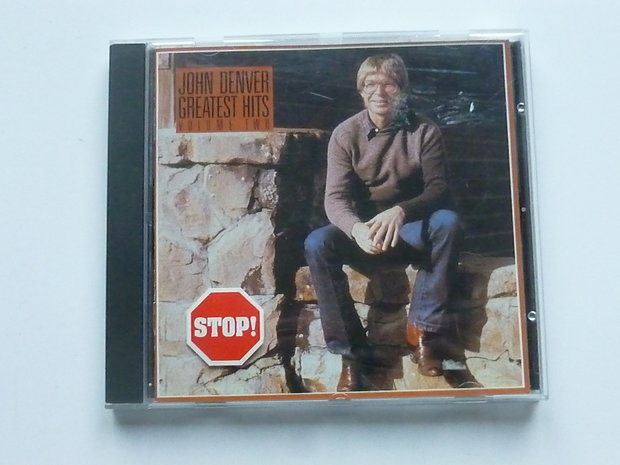 JOHN DENVER
GREATEST HITS
VOLUME TWO
STOP!